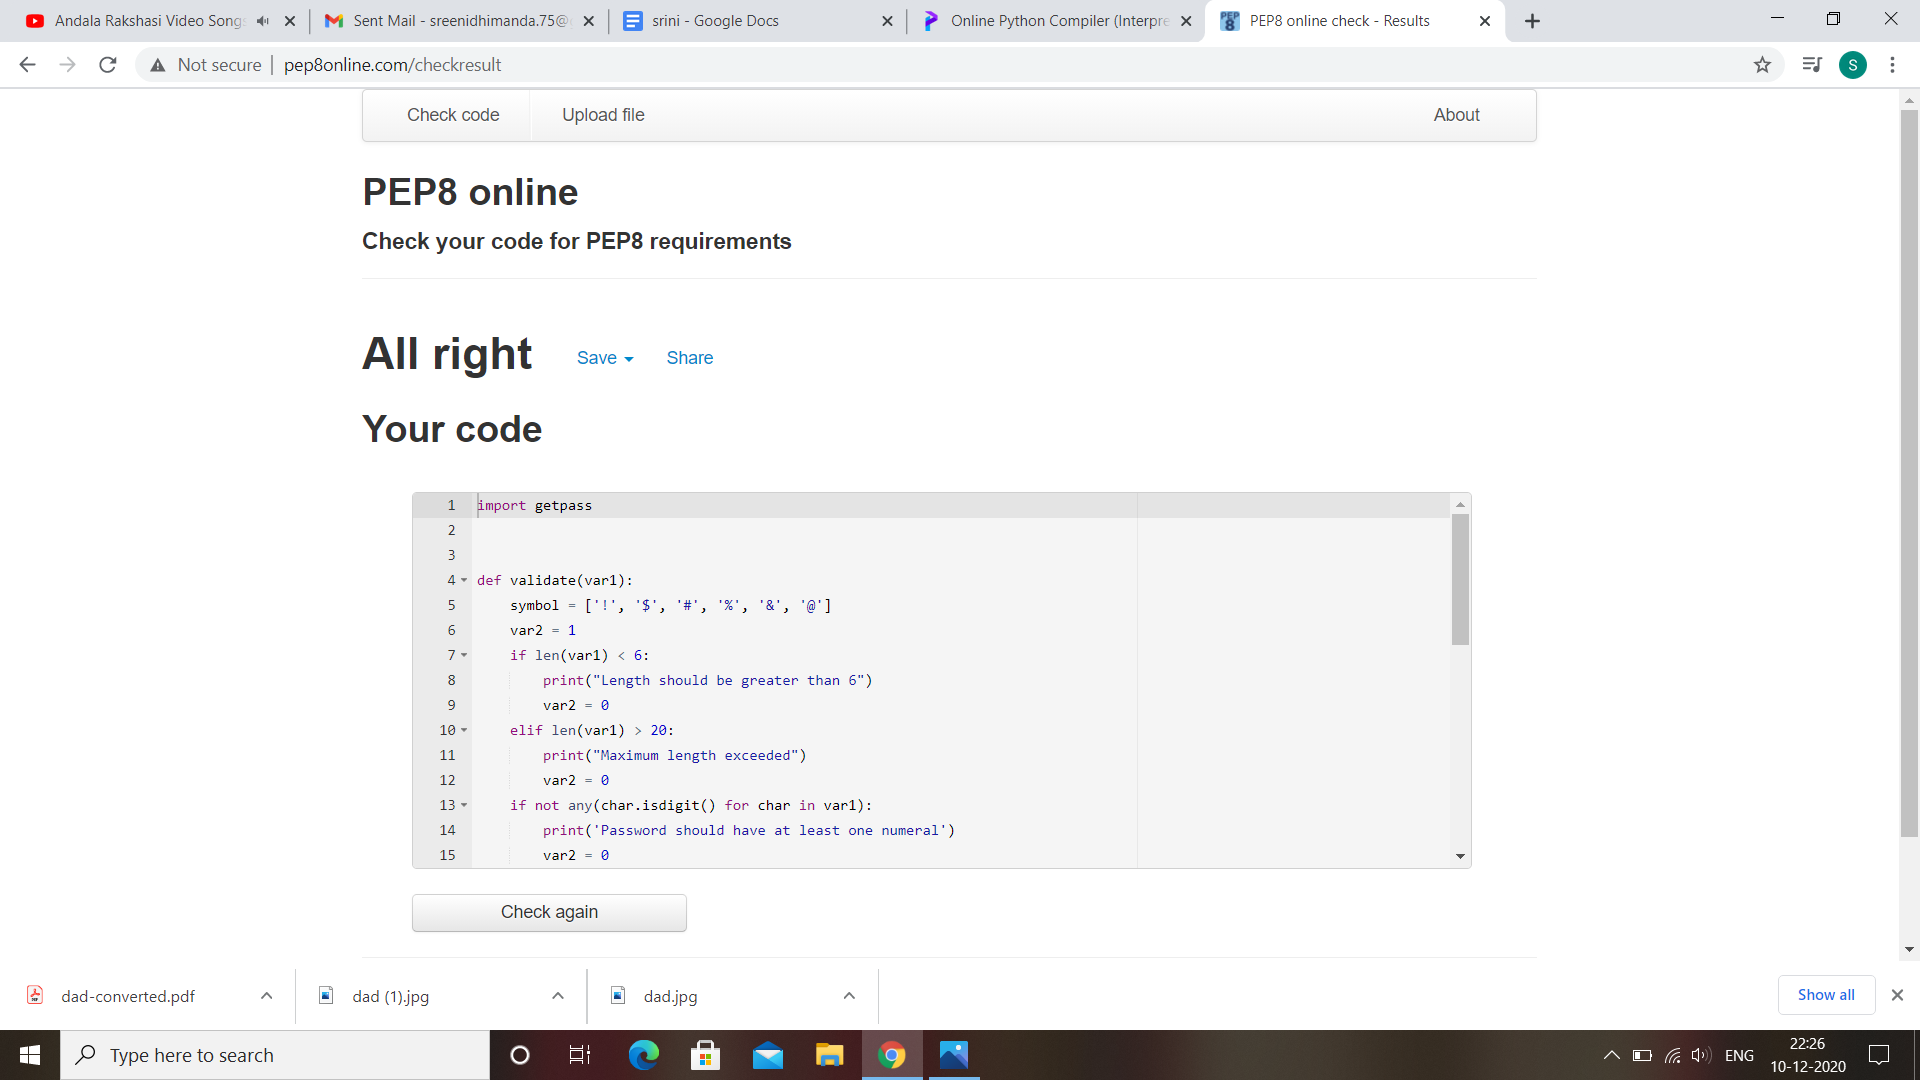 Andala Rakshasi Video Song
Sent Mail - sreenidhimanda.75@
srini - Google Docs
Online Python Compiler (Interpre
PEP8 online check - Results
Not secure | pep8online.com/checkresult
S
Check code
Upload file
About
PEP8 online
Check your code for PEP8 requirements
All right
Save
Share
Your code
1 import getpass
2
3
4 def validate(var1):
5 symbol = ['!', '$', '#', '%', '&', '@']
6 var2 = 1
7 if len(var1) < 6:
8 print("Length should be greater than 6")
9 var2 = 0
10 elif len(var1) > 20:
11 print("Maximum length exceeded")
12 var2 = 0
13 if not any(char.isdigit() for char in var1):
14 print('Password should have at least one numeral')
15 var2 = 0
Check again
dad-converted.pdf
dad (1).jpg
dad.jpg
Show all
Type here to search
ENG
22:26
10-12-2020